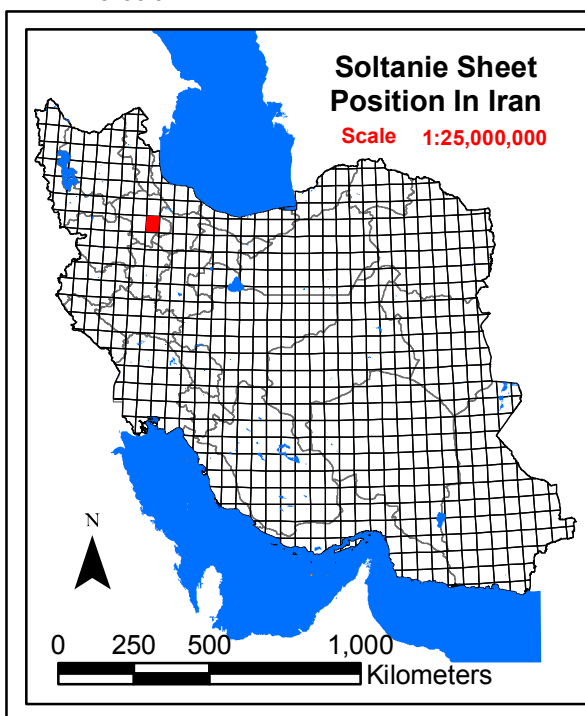 Soltanie Sheet
Position In Iran
Scale 1:25,000,000
N
0 250 500 1,000
Kilometers